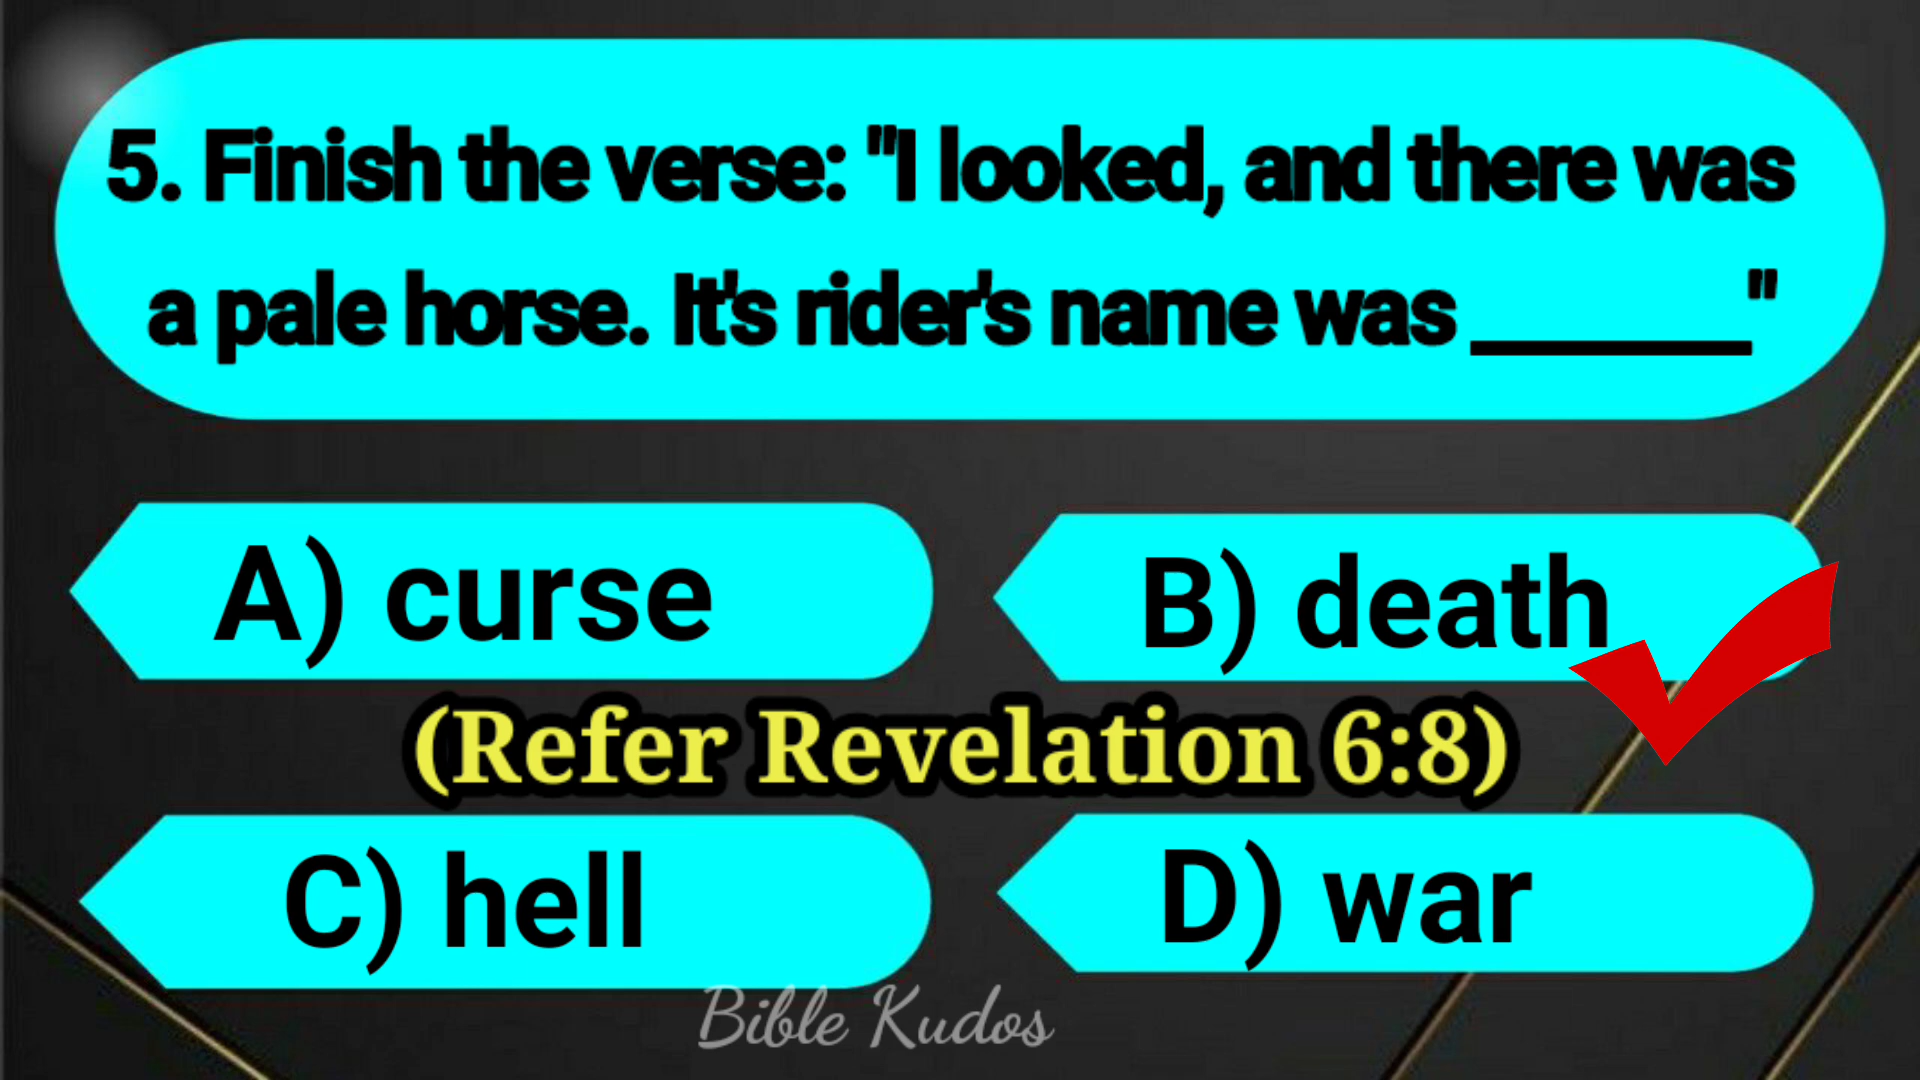 5. Finish the verse: "I looked, and there was
a pale horse. It's rider's name was ______"
A) curse
B) death
(Refer Revelation 6:8)
C) hell
D) war
Bible Kudos